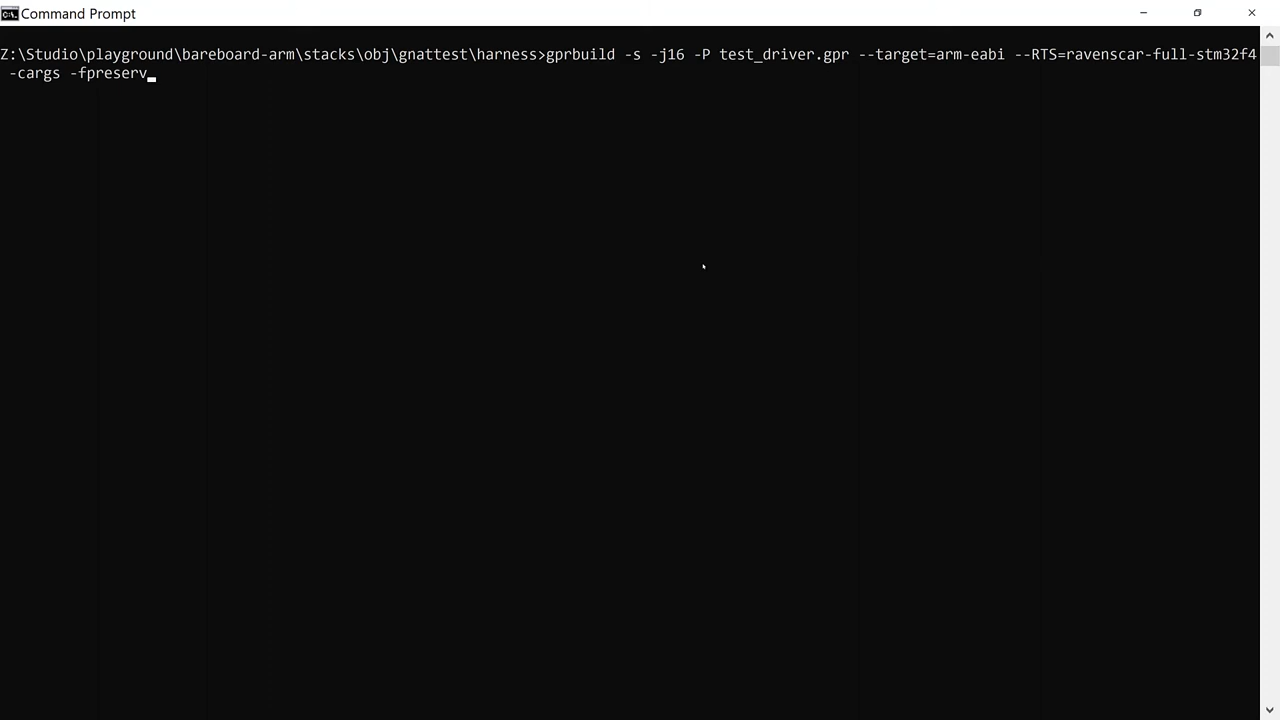 Command Prompt
Z:\Studio\playground\bareboard-arm\stacks\obj\gnattest\harness>gprbuild -s -j16 -P test_driver.gpr --target=arm-eabi --RTS=ravenscar-full-stm32f4
-cargs -fpreserv